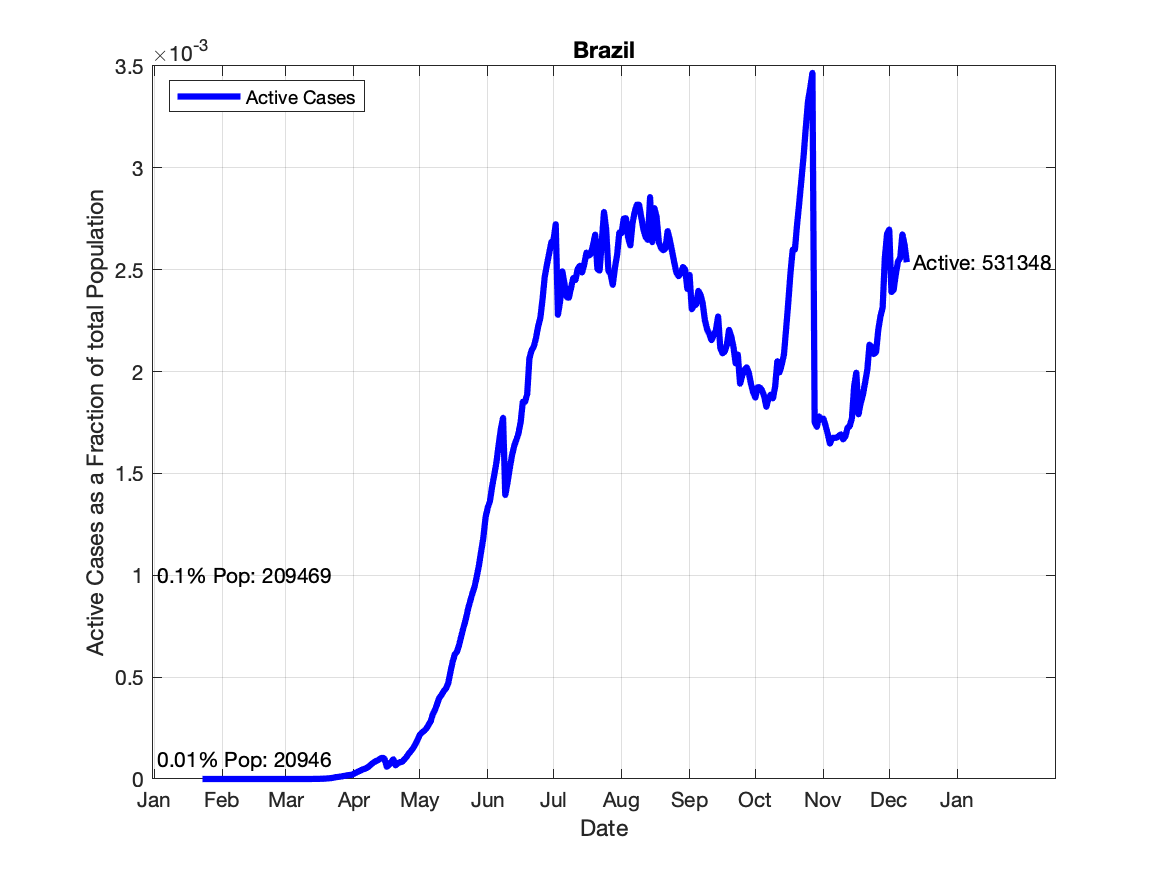 Brazil
×10-3
3.5
3
2.5
2
1.5
1
0.5
0
Active Cases
Active: 531348
0.1% Pop: 209469
0.01% Pop: 20946
Active Cases as a Fraction of total Population
Jan Feb Mar Apr May Jun Jul Aug Sep Oct Nov Dec Jan
Date